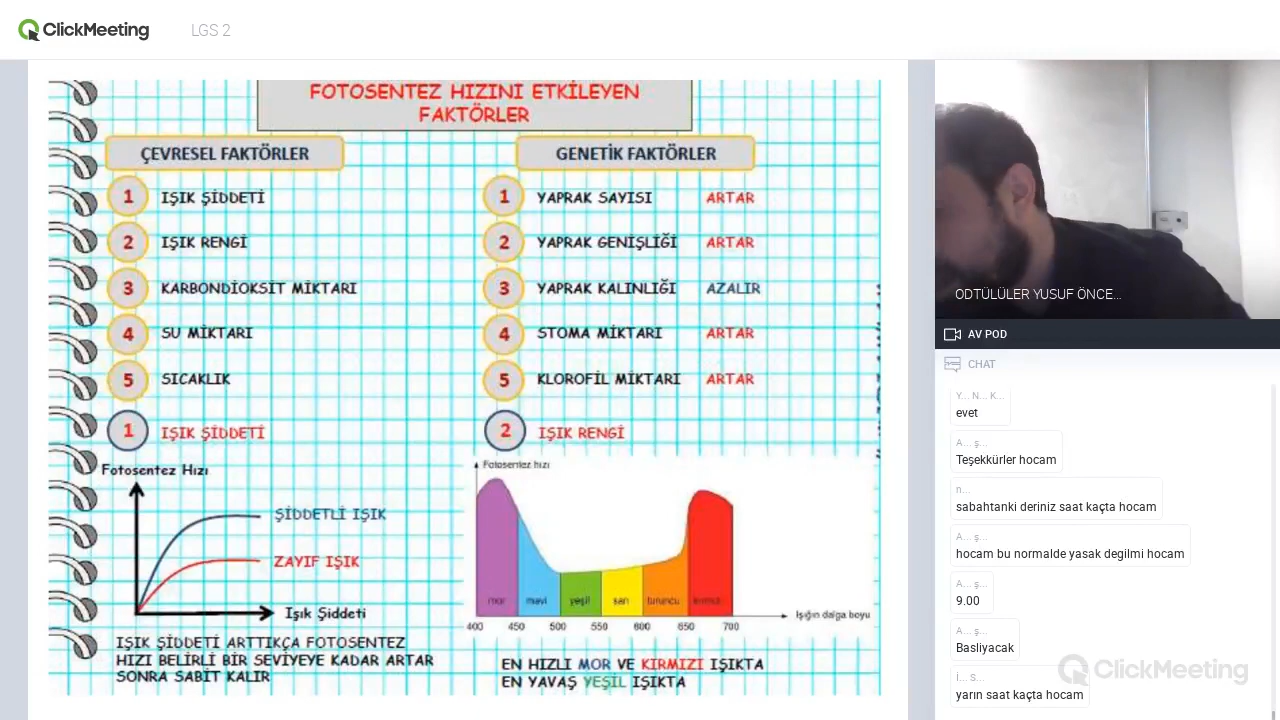 ClickMeeting
LGS 2
FOTOSENTEZ HIZINI ETKİLEYEN
FAKTÖRLER
ÇEVRESEL FAKTÖRLER
1 IŞIK ŞİDDETİ
2 IŞIK RENGİ
3 KARBONDİOKSİT MİKTARI
4 SU MİKTARI
5 SICAKLIK
GENETİK FAKTÖRLER
1 YAPRAK SAYISI ARTAR
2 YAPRAK GENİŞLİĞİ ARTAR
3 YAPRAK KALINLIĞI AZALIR
4 STOMA MİKTARI ARTAR
5 KLOROFİL MİKTARI ARTAR
1 IŞIK ŞİDDETİ
Fotosentez Hızı
ŞİDDETLİ IŞIK
ZAYIF IŞIK
Işık Şiddeti
IŞIK ŞİDDETİ ARTTIKÇA FOTOSENTEZ
HIZI BELİRLİ BİR SEVİYEYE KADAR ARTAR
SONRA SABİT KALIR
2 IŞIK RENGİ
Fotosentez hızı
mor mavi yeşil sarı turuncu kırmızı
400 450 500 550 600 650 700
Işığın dalga boyu
EN HIZLI MOR VE KIRMIZI IŞIKTA
EN YAVAŞ YEŞİL IŞIKTA
ODTÜLÜLER YUSUF ÖNCE...
AV POD
CHAT
Y... N... K...
evet
A... ş...
Teşekkürler hocam
n...
sabahtanki deriniz saat kaçta hocam
A... ş...
hocam bu normalde yasak degilmi hocam
A... ş...
9.00
A... ş...
Basliyacak
İ... S...
yarın saat kaçta hocam
ClickMeeting